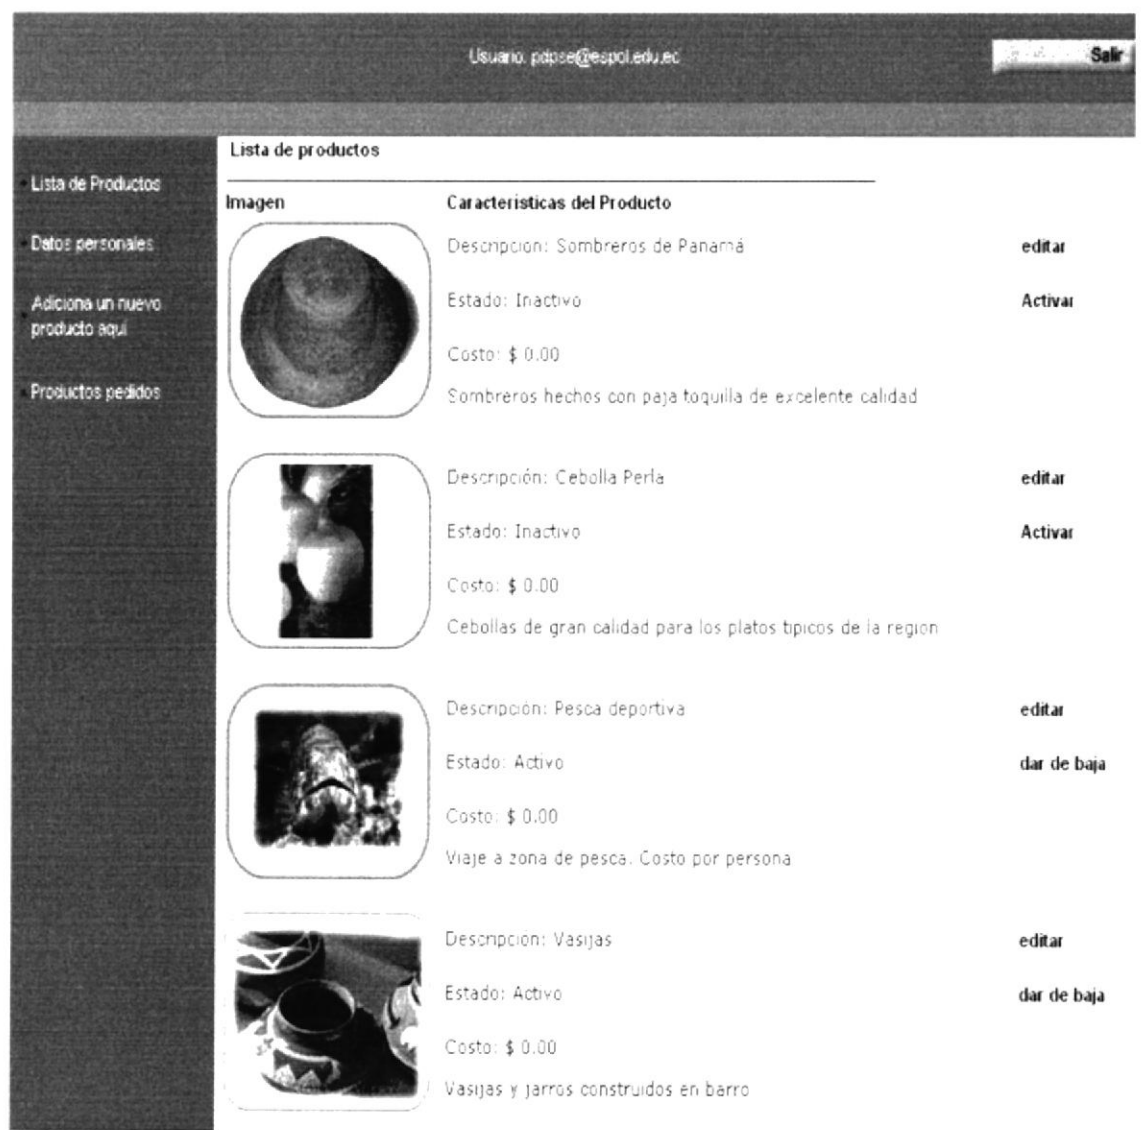 Usuario: pdpse@espol.edu.ec
Salir
Lista de Productos
Datos personales
Adiciona un nuevo
producto aquí
Productos pedidos
Lista de productos
Imagen Caracteristicas del Producto
Descripcion: Sombreros de Panamá editar
Estado: Inactivo Activar
Costo: $ 0.00
Sombreros hechos con paja toquilla de excelente calidad
Descripción: Cebolla Perla editar
Estado: Inactivo Activar
Costo: $ 0.00
Cebollas de gran calidad para los platos tipicos de la region
Descripción: Pesca deportiva editar
Estado: Activo dar de baja
Costo: $ 0.00
Viaje a zona de pesca. Costo por persona
Descripcion: Vasijas editar
Estado: Activo dar de baja
Costo: $ 0.00
Vasijas y jarros construidos en barro